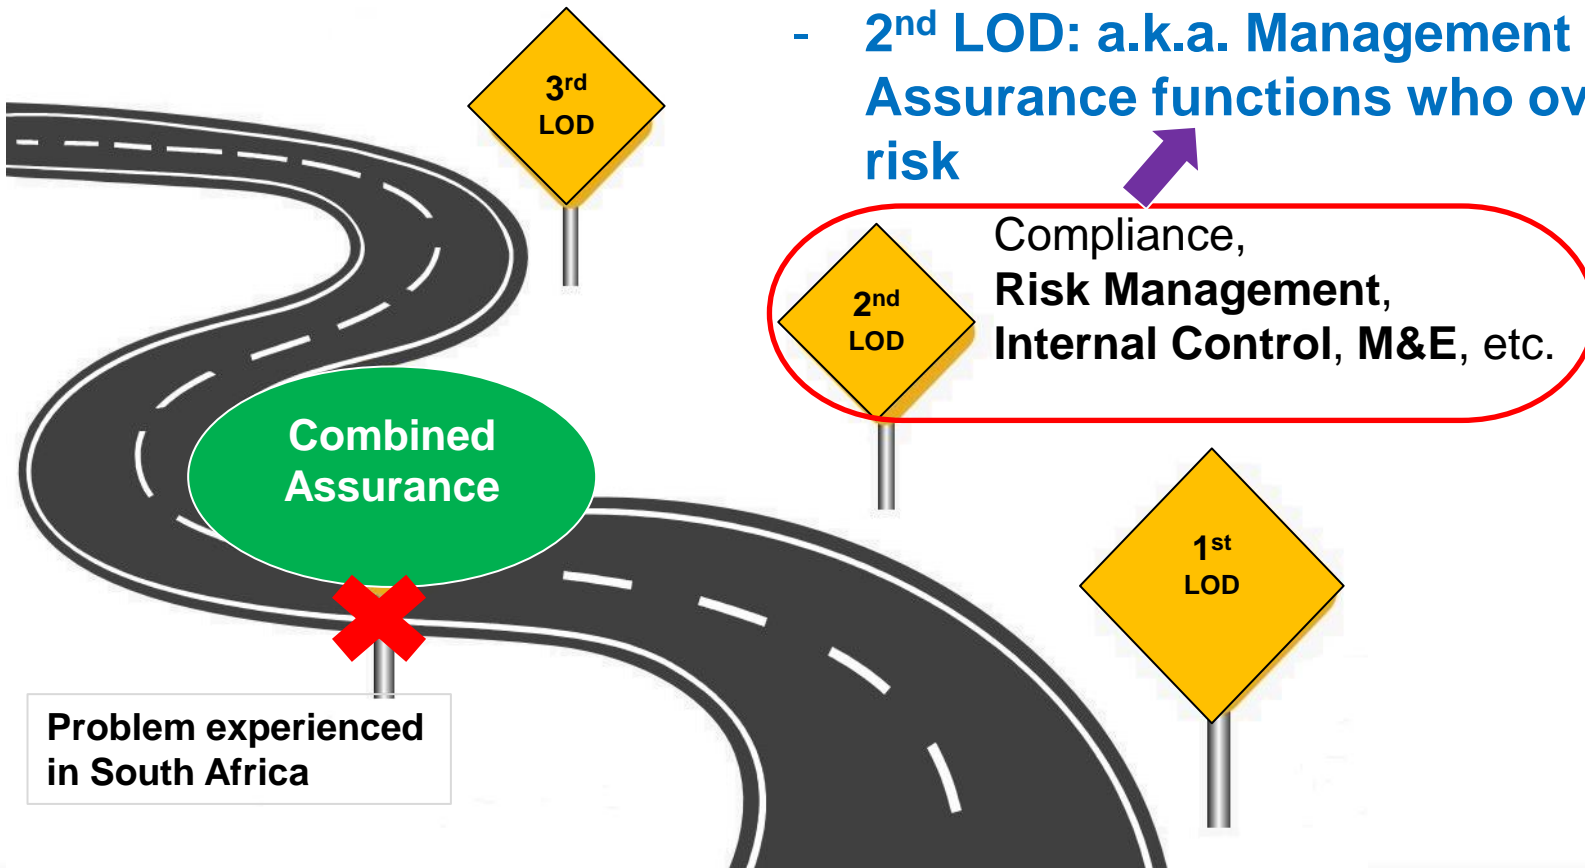 - 2nd LOD: a.k.a. Management
Assurance functions who
risk
3rd
LOD
Compliance,
Risk Management,
Internal Control, M&E, etc.
2nd
LOD
Combined
Assurance
1st
LOD
Problem experienced
in South Africa